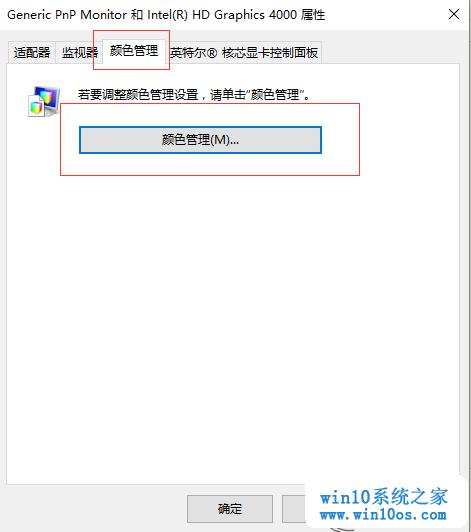 Generic PnP Monitor 和 Intel(R) HD Graphics 4000 属性
适配器 监视器 颜色管理 英特尔® 核芯显卡控制面板
若要调整颜色管理设置，请单击“颜色管理”。
颜色管理(M)...
确定
win10系统之家
www.win10os.com